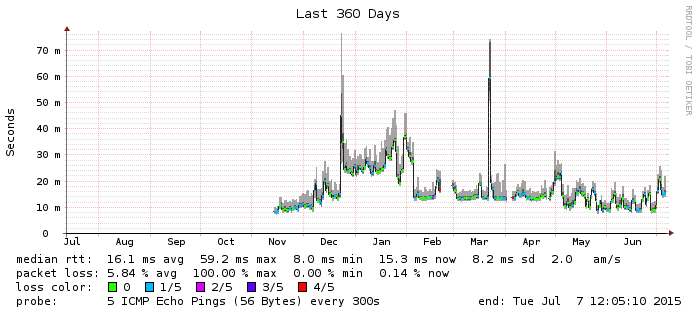 Last 360 Days
RRDTOOL / TOBI OETIKER
Seconds
70 m
60 m
50 m
40 m
30 m
20 m
10 m
0
Jul Aug Sep Oct Nov Dec Jan Feb Mar Apr May Jun
median rtt: 16.1 ms avg 59.2 ms max 8.0 ms min 15.3 ms now 8.2 ms sd 2.0 am/s
packet loss: 5.84 % avg 100.00 % max 0.00 % min 0.14 % now
loss color: 0 1/5 2/5 3/5 4/5
probe: 5 ICMP Echo Pings (56 Bytes) every 300s end: Tue Jul 7 12:05:10 2015